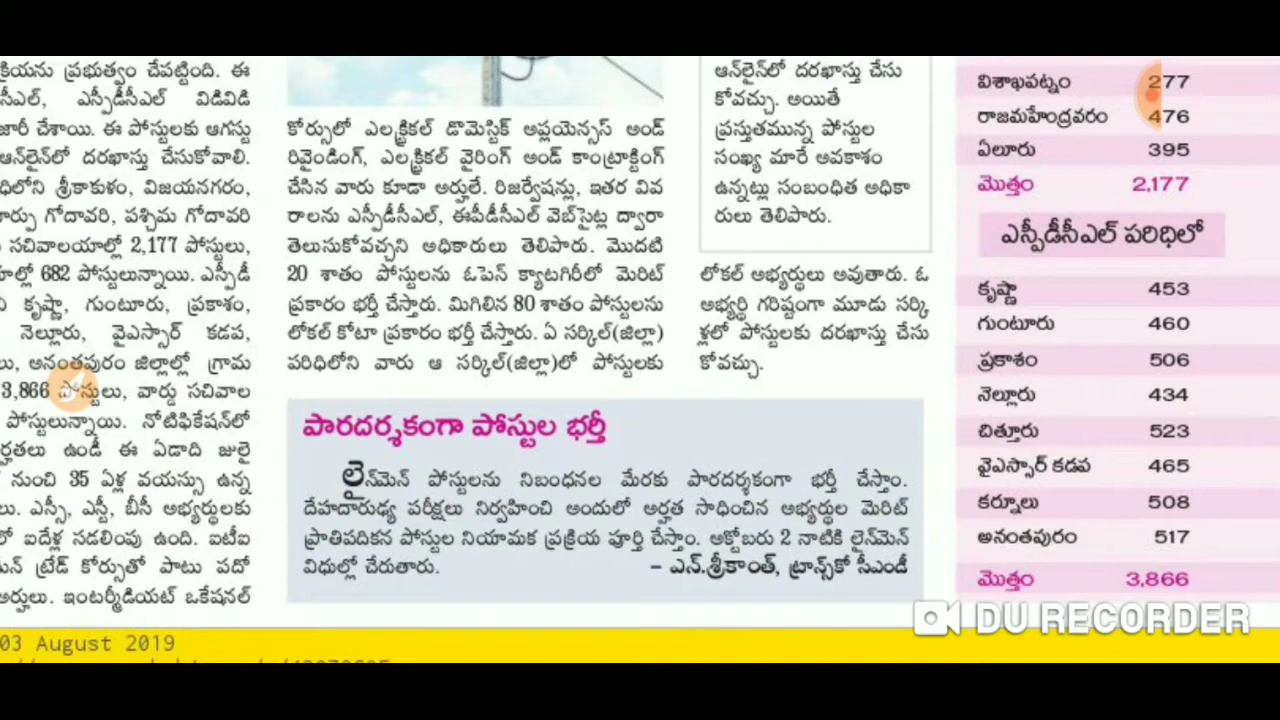 క్రియను ప్రభుత్వం చేపట్టింది. ఈ
సీఎల్, ఎస్పీడీసీఎల్ విడివిడి
జారీ చేశాయి. ఈ పోస్టులకు ఆగస్ట్
ఆన్‌లైన్‌లో దరఖాస్తు చేసుకోవాలి.
ధిలోని శ్రీకాకుళం, విజయనగరం,
గోదావరి, పశ్చిమ గోదావరి
సచివాలయాల్లో 2,177 పోస్టులు,
682 పోస్టులున్నాయి. ఎస్పీడీ
కృష్ణా, గుంటూరు, ప్రకాశం,
నెల్లూరు, వైఎస్సార్ కడప,
అనంతపురం జిల్లాల్లో గ్రామ
3,866 పోస్టులు, వార్డు సచివాల
పోస్టులున్నాయి. నోటిఫికేషన్‌లో
ర్హతలు ఉండీ ఈ ఏడాది జులై
నుంచి 35 ఏళ్ల వయస్సు ఉన్న
లు. ఎస్సీ, ఎస్టీ, బీసీ అభ్యర్థులకు
లో ఐదేళ్ల సడలింపు ఉంది. ఐటీఐ
ట్రేడ్ కోర్సుతో పాటు పదో
అర్హులు. ఇంటర్మీడియట్ ఒకేషనల్
కోర్సులో ఎలక్ట్రికల్ డొమెస్టిక్ అప్లయెన్సస్ అండ్
రివైండింగ్, ఎలక్ట్రికల్ వైరింగ్ అండ్ కాంట్రాక్టింగ్
చేసిన వారు కూడా అర్హులే. రిజర్వేషన్లు, ఇతర వివ
రాలను ఎస్పీడీసీఎల్, ఈపీడీసీఎల్ వెబ్‌సైట్ల ద్వారా
తెలుసుకోవచ్చని అధికారులు తెలిపారు. మొదటి
20 శాతం పోస్టులను ఓపెన్ క్యాటగిరీలో మెరిట్
ప్రకారం భర్తీ చేస్తారు. మిగిలిన 80 శాతం పోస్టులను
లోకల్ కోటా ప్రకారం భర్తీ చేస్తారు. ఏ సర్కిల్(జిల్లా)
పరిధిలోని వారు ఆ సర్కిల్(జిల్లా)లో పోస్టులకు
ఆన్‌లైన్‌లో దరఖాస్తు చేసు
కోవచ్చు. అయితే
ప్రస్తుతమున్న పోస్టుల
సంఖ్య మారే అవకాశం
ఉన్నట్లు సంబంధిత అధికా
రులు తెలిపారు.
లోకల్ అభ్యర్థులు అవుతారు. ఓ
అభ్యర్థి గరిష్టంగా మూడు సర్కి
ళ్లలో పోస్టులకు దరఖాస్తు చేసు
కోవచ్చు.
పారదర్శకంగా పోస్టుల భర్తీ
లైన్‌మెన్ పోస్టులను నిబంధనల మేరకు పారదర్శకంగా భర్తీ చేస్తాం.
దేహదారుఢ్య పరీక్షలు నిర్వహించి అందులో అర్హత సాధించిన అభ్యర్థుల మెరిట్
ప్రాతిపదికన పోస్టుల నియామక ప్రక్రియ పూర్తి చేస్తాం. అక్టోబరు 2 నాటికి లైన్‌మెన్
విధుల్లో చేరుతారు. – ఎన్.శ్రీకాంత్, ట్రాన్స్‌కో సీఎండీ
విశాఖపట్నం 277
రాజమహేంద్రవరం 476
ఏలూరు 395
మొత్తం 2,177
ఎస్పీడీసీఎల్ పరిధిలో
కృష్ణా 453
గుంటూరు 460
ప్రకాశం 506
నెల్లూరు 434
చిత్తూరు 523
వైఎస్సార్ కడప 465
కర్నూలు 508
అనంతపురం 517
మొత్తం 3,866
DU RECORDER
03 August 2019